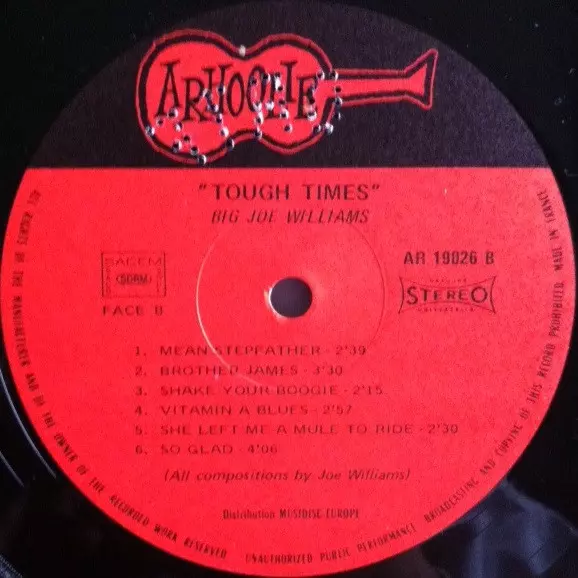 ARHOOLIE
"TOUGH TIMES"
BIG JOE WILLIAMS
SACEM
SDRM
FACE B
AR 19026 B
GRAVURE
STEREO
UNIVERSELLE
1. MEAN STEPFATHER - 2'39
2. BROTHER JAMES - 3'30
3. SHAKE YOUR BOOGIE - 2'15
4. VITAMIN A BLUES - 2'57
5. SHE LEFT ME A MULE TO RIDE - 2'30
6. SO GLAD 4'06
(All compositions by Joe Williams)
Distribution MUSIDISC-EUROPE
ALL RIGHTS OF THE MANUFACTURER AND OF THE OWNER OF THE RECORDED WORK RESERVED UNAUTHORIZED PUBLIC PERFORMANCE BROADCASTING AND COPYING OF THIS RECORD PROHIBITED MADE IN FRANCE